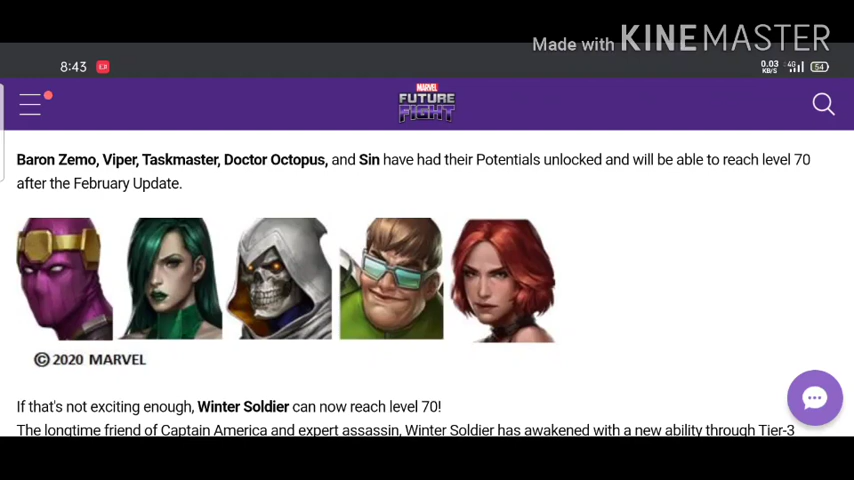 Made with KINEMASTER
8:43
0.03 KB/S 4G 54
MARVEL
FUTURE
FIGHT
Baron Zemo, Viper, Taskmaster, Doctor Octopus, and Sin have had their Potentials unlocked and will be able to reach level 70
after the February Update.
© 2020 MARVEL
If that's not exciting enough, Winter Soldier can now reach level 70!
The longtime friend of Captain America and expert assassin, Winter Soldier has awakened with a new ability through Tier-3